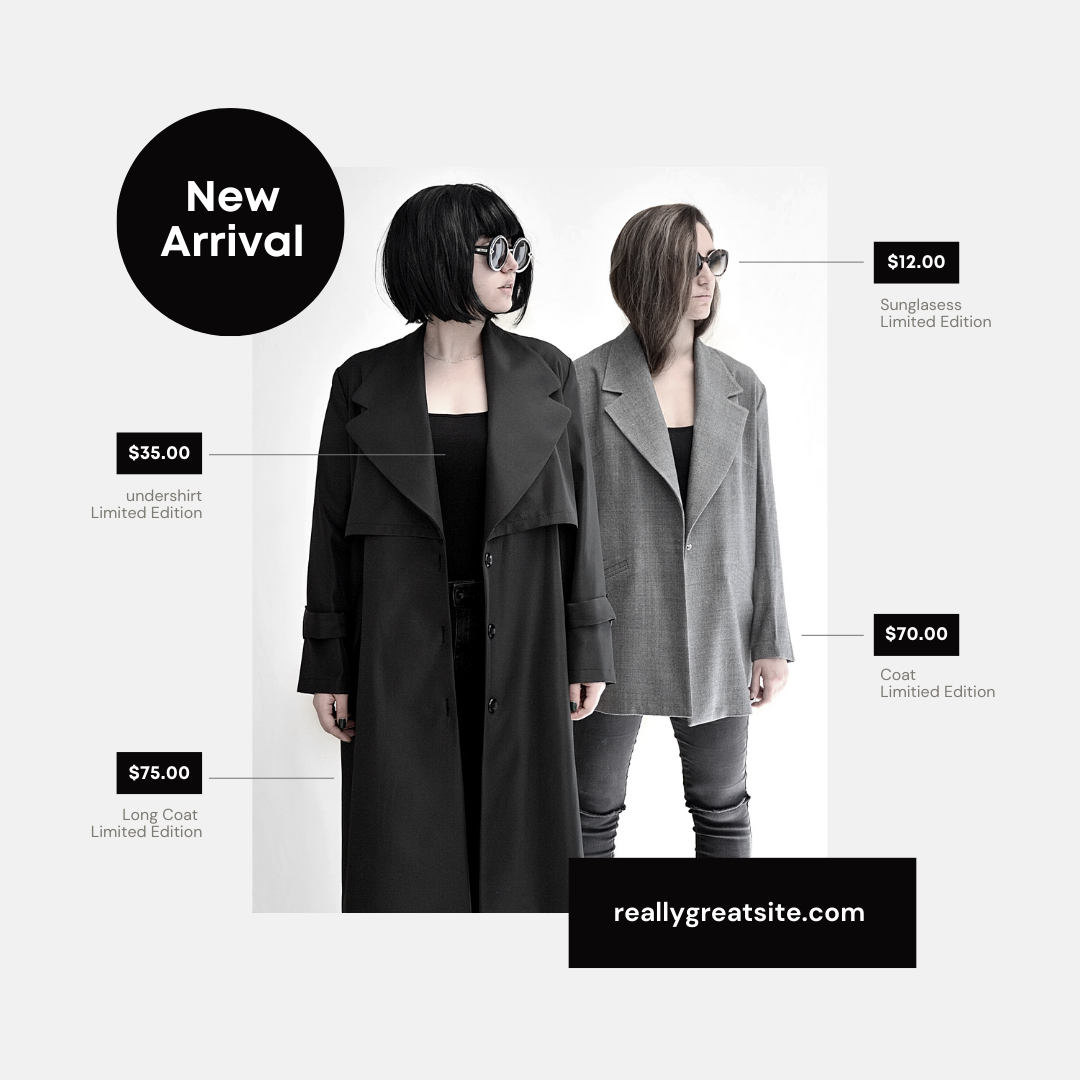 New
Arrival
$12.00
Sunglasess
Limited Edition
$35.00
undershirt
Limited Edition
$70.00
Coat
Limitied Edition
$75.00
Long Coat
Limited Edition
reallygreatsite.com